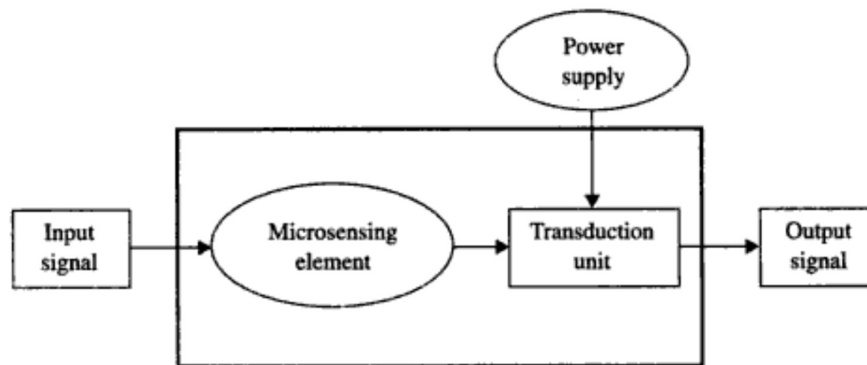 Power
supply
Input
signal
Microsensing
element
Transduction
unit
Output
signal